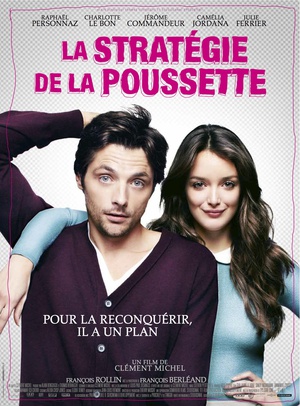 RAPHAËL PERSONNAZ CHARLOTTE LE BON JÉRÔME COMMANDEUR CAMÉLIA JORDANA JULIE FERRIER
LA STRATÉGIE
DE LA POUSSETTE
POUR LA RECONQUÉRIR,
IL A UN PLAN
UN FILM DE
CLÉMENT MICHEL
FRANÇOIS ROLLIN FRANÇOIS BERLÉAND